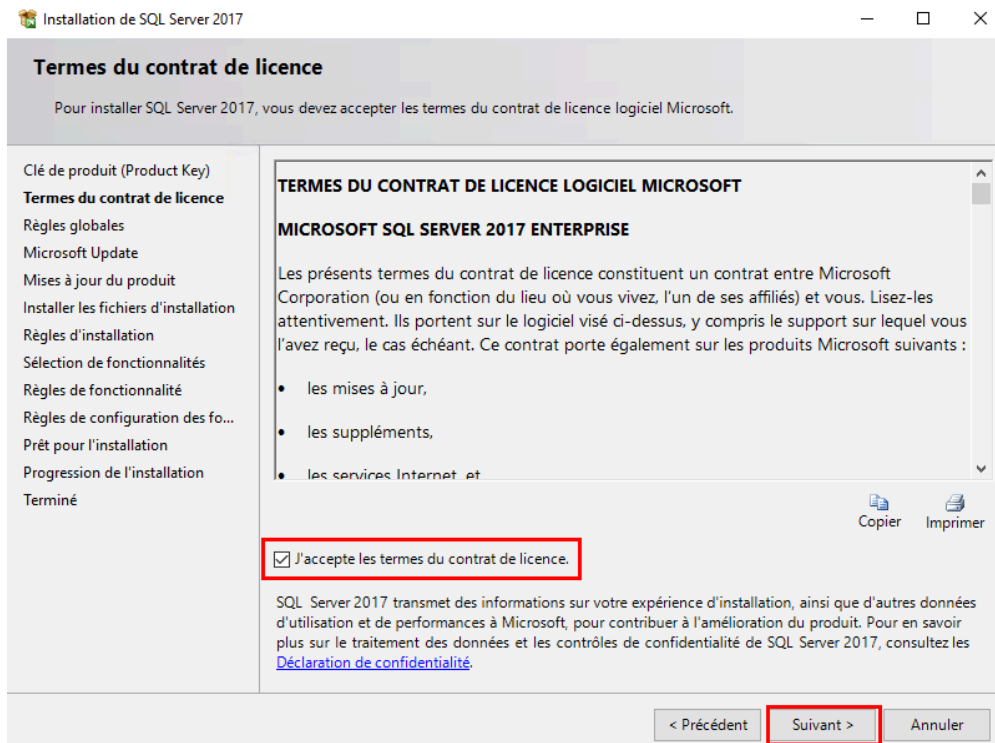 Installation de SQL Server 2017
Termes du contrat de licence
Pour installer SQL Server 2017, vous devez accepter les termes du contrat de licence logiciel Microsoft.
Clé de produit (Product Key)
Termes du contrat de licence
Règles globales
Microsoft Update
Mises à jour du produit
Installer les fichiers d'installation
Règles d'installation
Sélection de fonctionnalités
Règles de fonctionnalité
Règles de configuration des fo...
Prêt pour l'installation
Progression de l'installation
Terminé
TERMES DU CONTRAT DE LICENCE LOGICIEL MICROSOFT
MICROSOFT SQL SERVER 2017 ENTERPRISE
Les présents termes du contrat de licence constituent un contrat entre Microsoft
Corporation (ou en fonction du lieu où vous vivez, l'un de ses affiliés) et vous. Lisez-les
attentivement. Ils portent sur le logiciel visé ci-dessus, y compris le support sur lequel vous
l'avez reçu, le cas échéant. Ce contrat porte également sur les produits Microsoft suivants :
• les mises à jour,
• les suppléments,
• les services Internet, et
Copier
Imprimer
J'accepte les termes du contrat de licence.
SQL Server 2017 transmet des informations sur votre expérience d'installation, ainsi que d'autres données
d'utilisation et de performances à Microsoft, pour contribuer à l'amélioration du produit. Pour en savoir
plus sur le traitement des données et les contrôles de confidentialité de SQL Server 2017, consultez les
Déclaration de confidentialité.
< Précédent
Suivant >
Annuler